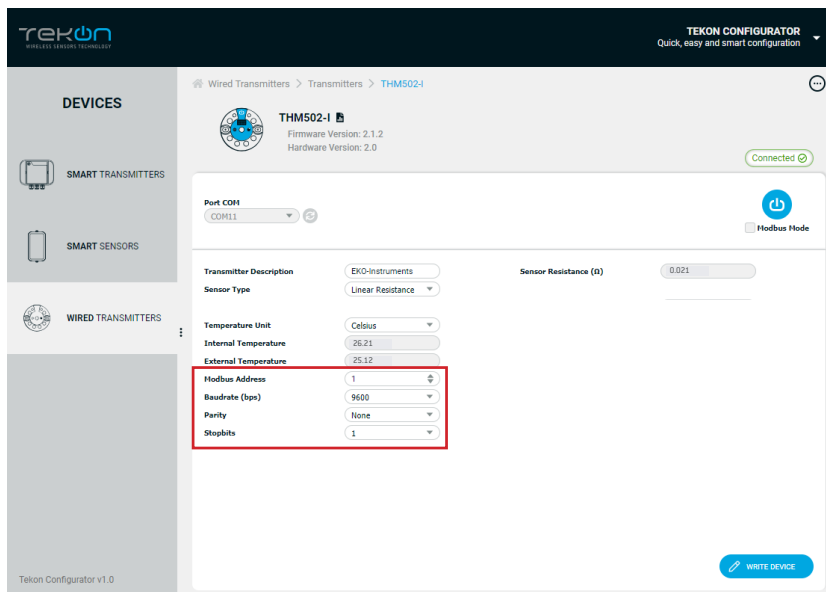 TEKON
WIRELESS SENSORS TECHNOLOGY
TEKON CONFIGURATOR
Quick, easy and smart configuration
DEVICES
SMART TRANSMITTERS
SMART SENSORS
WIRED TRANSMITTERS
Tekon Configurator v1.0
Wired Transmitters > Transmitters > THM502-I
THM502-I
Firmware Version: 2.1.2
Hardware Version: 2.0
Connected
Port COM
COM11
Modbus Mode
Transmitter Description EKO-Instruments Sensor Resistance (Ω) 0.021
Sensor Type Linear Resistance
Temperature Unit Celsius
Internal Temperature 26.21
External Temperature 25.12
Modbus Address 1
Baudrate (bps) 9600
Parity None
Stopbits 1
WRITE DEVICE